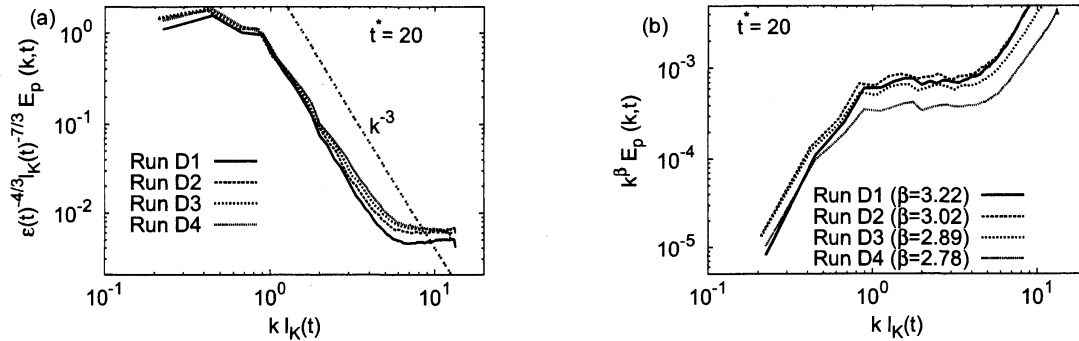 (a)
t* = 20
ε(t)^-4/3 l_K(t)^-7/3 E_p (k,t)
10^0
10^-1
10^-2
k^-3
Run D1
Run D2
Run D3
Run D4
10^-1
10^0
10^1
k l_K(t)
(b)
t* = 20
k^β E_p (k,t)
10^-3
10^-4
10^-5
Run D1 (β=3.22)
Run D2 (β=3.02)
Run D3 (β=2.89)
Run D4 (β=2.78)
10^-1
10^0
10^1
k l_K(t)